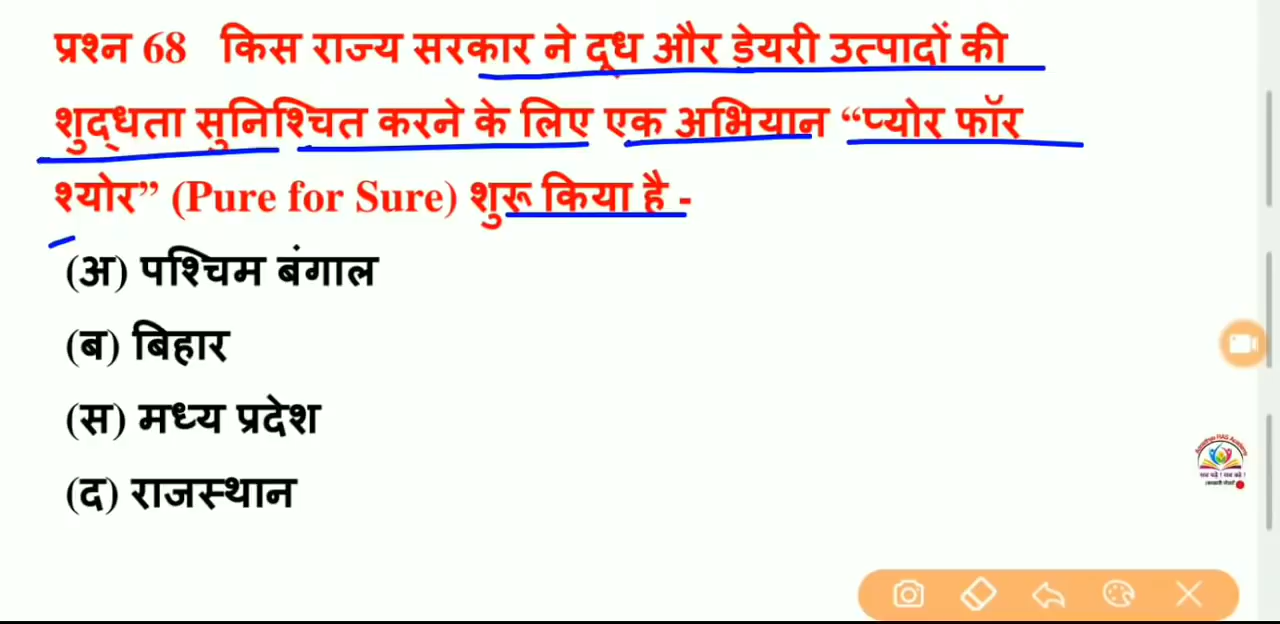 प्रश्न 68 किस राज्य सरकार ने दूध और डेयरी उत्पादों की
शुद्धता सुनिश्चित करने के लिए एक अभियान “प्योर फॉर
श्योर” (Pure for Sure) शुरू किया है -
(अ) पश्चिम बंगाल
(ब) बिहार
(स) मध्य प्रदेश
(द) राजस्थान